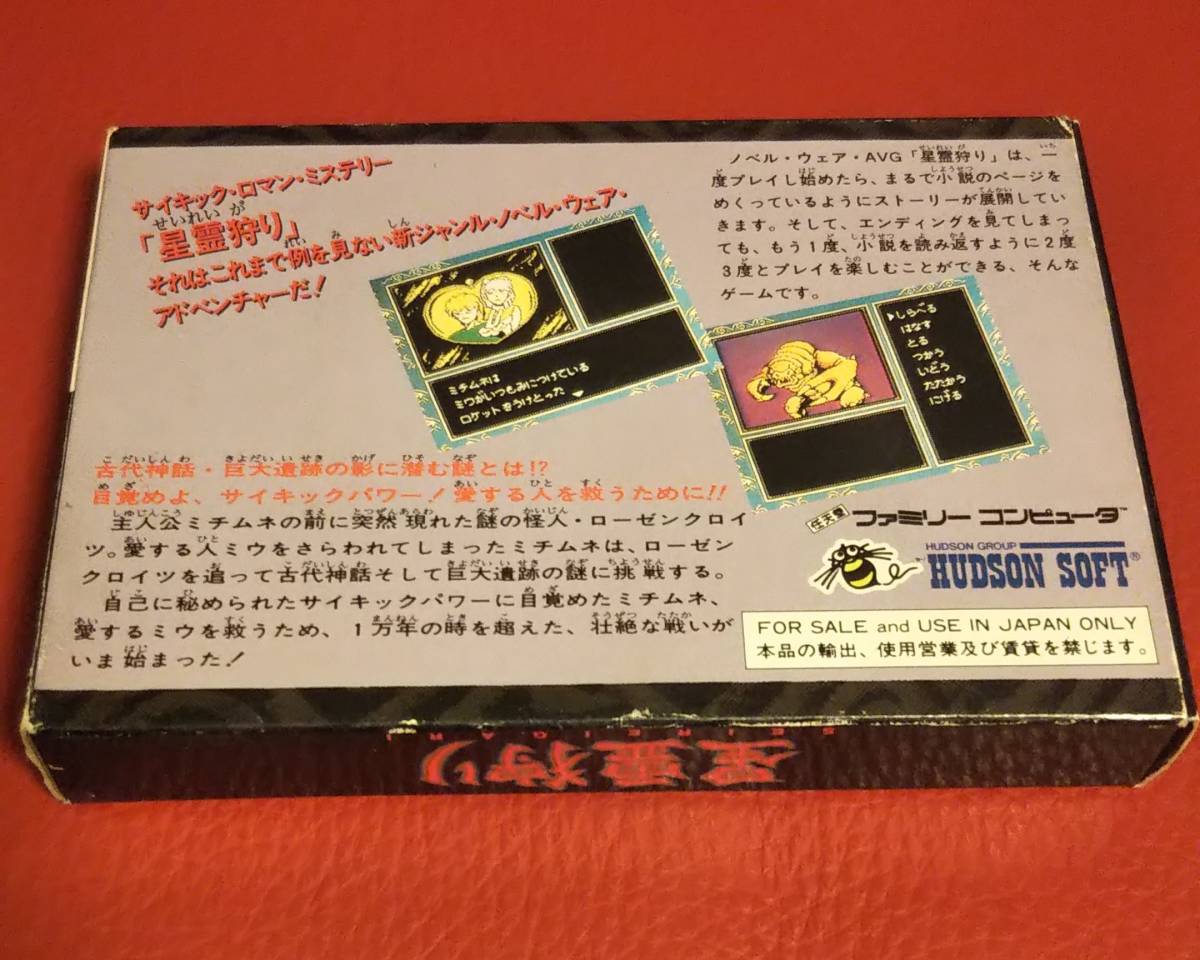 サイキック・ロマン・ミステリー
「星霊狩り」
それはこれまで例を見ない新ジャンル・ノベル・ウェア・
アドベンチャーだ!
ノベル・ウェア・AVG「星霊狩り」は、一
度プレイし始めたら、まるで小説のページを
めくっているようにストーリーが展開してい
きます。そして、エンディングを見てしまっ
ても、もう1度、小説を読み返すように2度
3度とプレイを楽しむことができる、そんな
ゲームです。
ミチムネは
ミウがいつもみにつけている
ロケットをうけとった
しらべる
はなす
とる
つかう
いどう
たたかう
にげる
古代神話・巨大遺跡の影に潜む謎とは!?
目覚めよ、サイキックパワー!愛する人を救うために!!
主人公ミチムネの前に突然現れた謎の怪人・ローゼンクロイ
ツ。愛する人ミウをさらわれてしまったミチムネは、ローゼン
クロイツを追って古代神話そして巨大遺跡の謎に挑戦する。
自己に秘められたサイキックパワーに目覚めたミチムネ、
愛するミウを救うため、1万年の時を超えた、壮絶な戦いが
いま始まった!
任天堂 ファミリーコンピュータ™
HUDSON GROUP
HUDSON SOFT®
FOR SALE and USE IN JAPAN ONLY
本品の輸出、使用営業及び賃貸を禁じます。
SEIREIGARI
星霊狩り